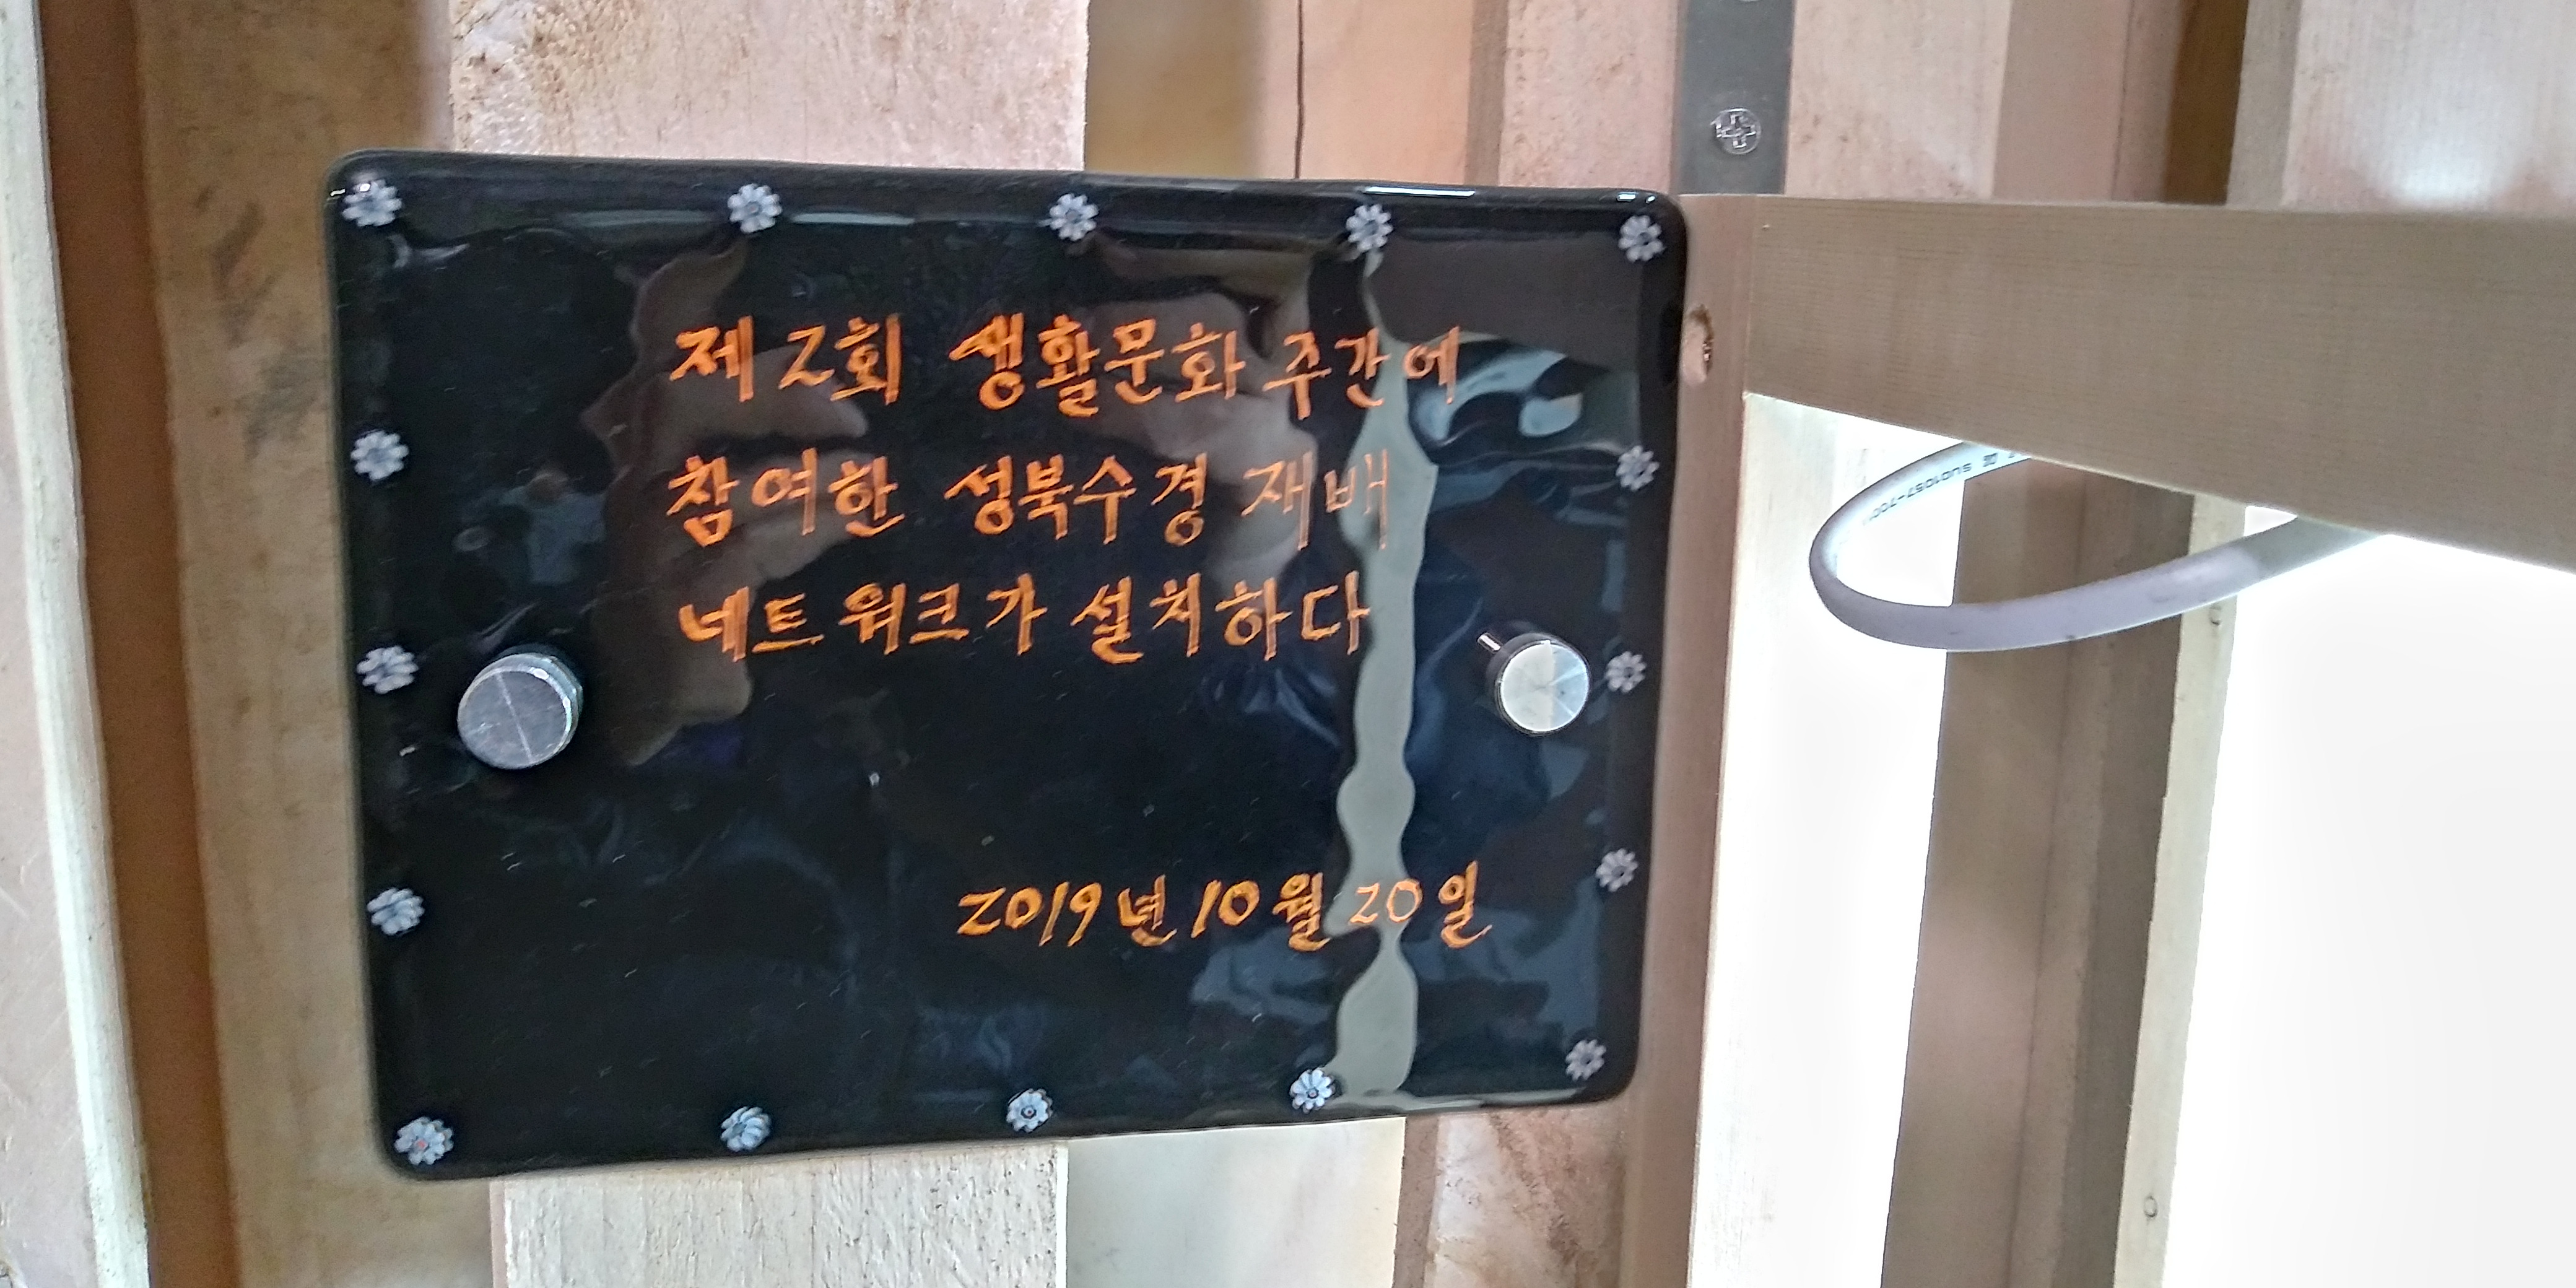 제2회 생활문화주간에
참여한 성북수경 재배
네트워크가 설치하다
2019년 10월 20일